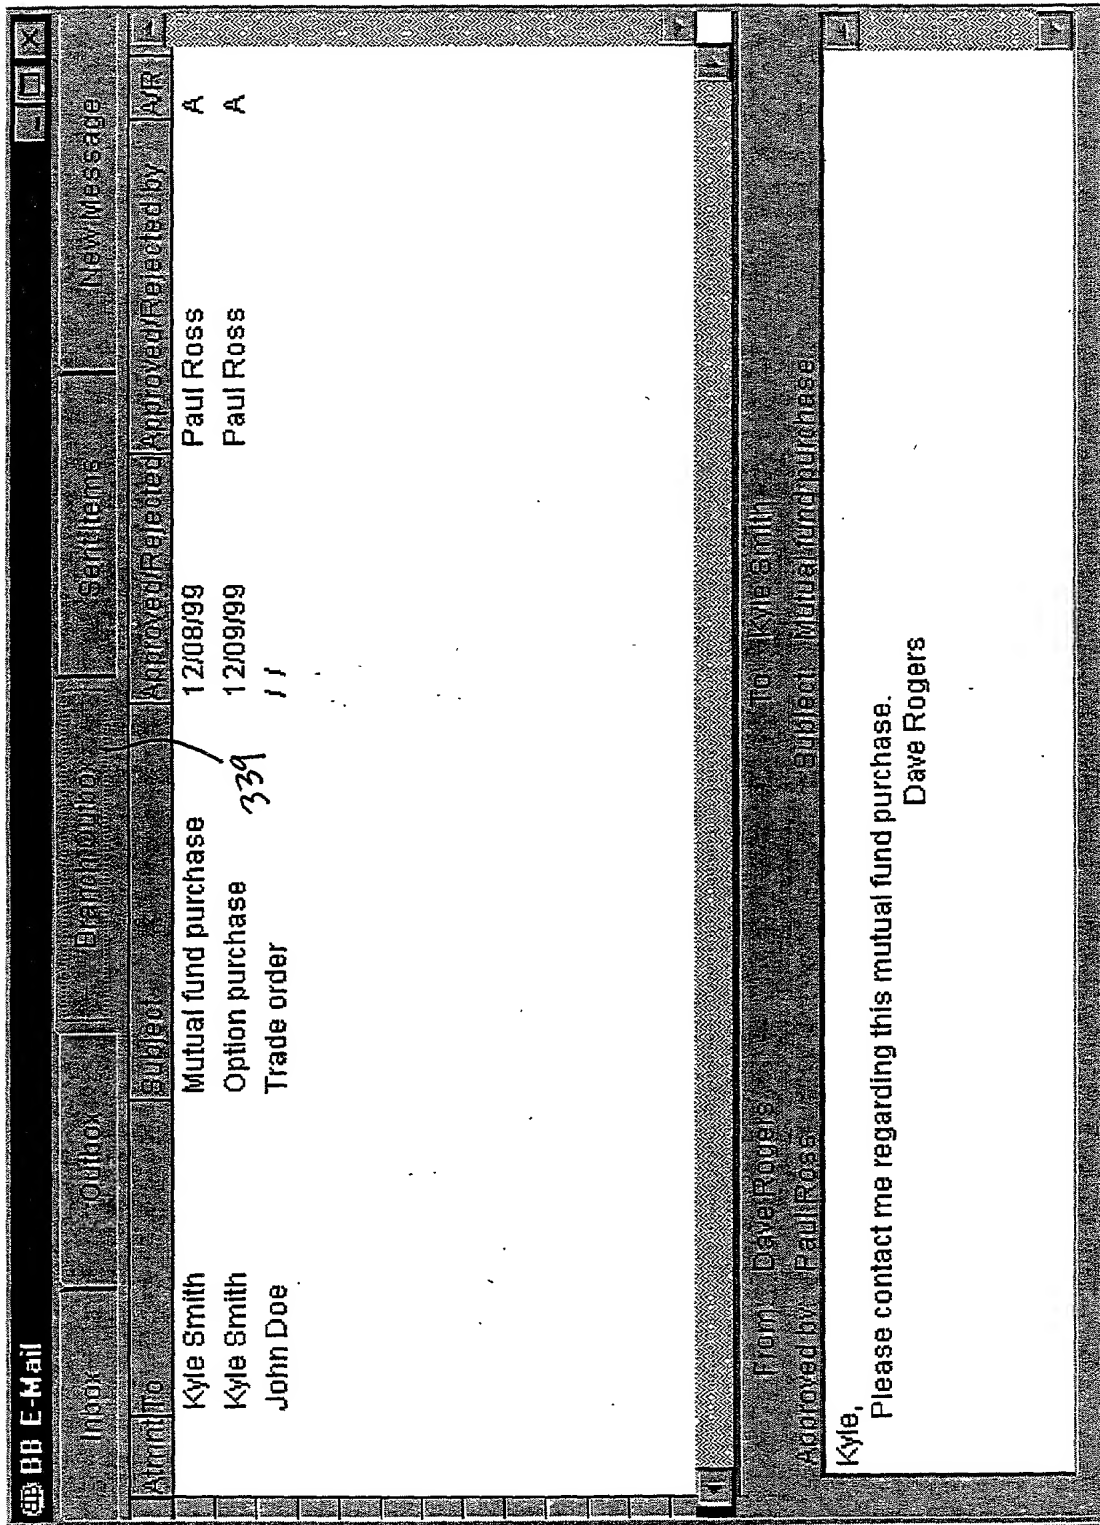 BB E-Mail
Inbox Outbox Branch Outbox Sent Items New Message
Atmnt To Subject Approved/Rejected Approved/Rejected by A/R
Kyle Smith Mutual fund purchase 12/08/99 Paul Ross A
Kyle Smith Option purchase 12/09/99 Paul Ross A
John Doe Trade order / /
339
From Dave Rogers To Kyle Smith
Approved by Paul Ross Subject Mutual fund purchase
Kyle,
Please contact me regarding this mutual fund purchase.
Dave Rogers